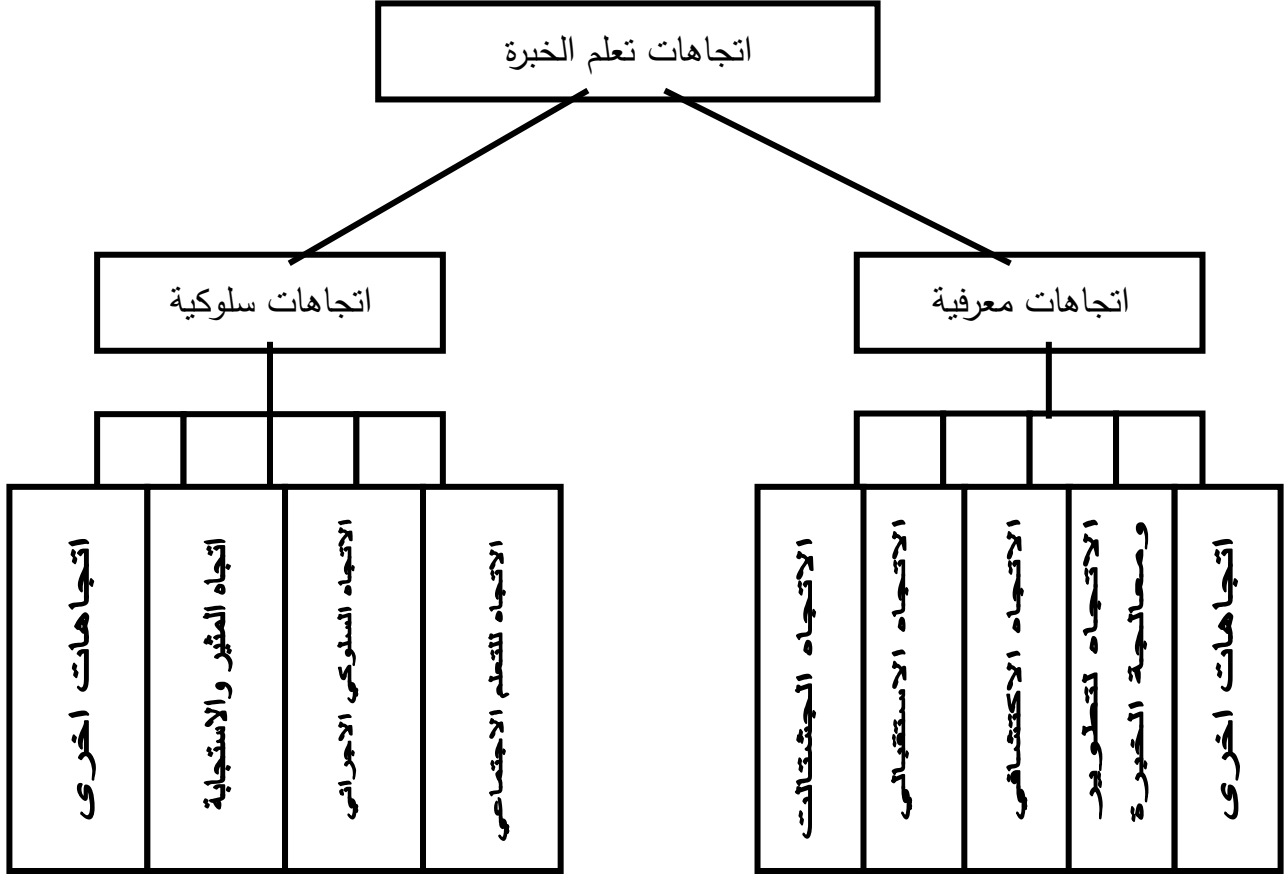 اتجاهات تعلم الخبرة
اتجاهات معرفية
اتجاهات سلوكية
اتجاهات اخرى
الاتجاه لتطوير
ومعالجة الخبرة
الاتجاه الاكتشافي
الاتجاه الاستقبالي
الاتجاه الجشتالت
الاتجاه للتعلم الاجتماعي
الاتجاه السلوكي الاجرائي
اتجاه المثير والاستجابة
اتجاهات اخرى